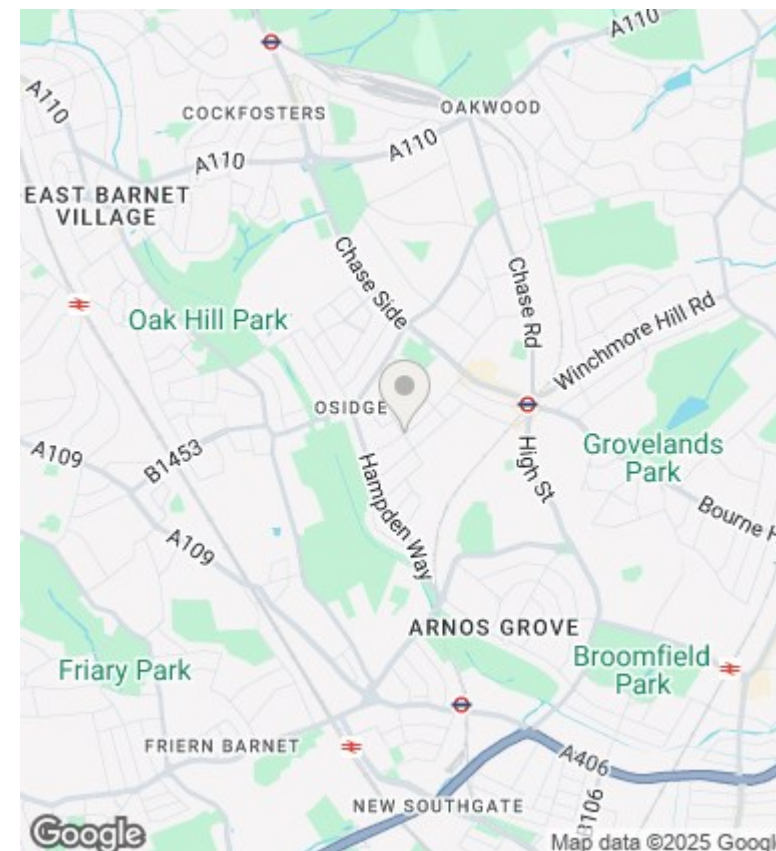 A110
A110
COCKFOSTERS
OAKWOOD
A110
A110
EAST BARNET
VILLAGE
Chase Side
Chase Rd
Oak Hill Park
Winchmore Hill Rd
OSIDGE
A109
B1453
Hampden Way
High St
Grovelands
Park
Bourne H
A109
ARNOS GROVE
Friary Park
Broomfield
Park
FRIERN BARNET
A406
NEW SOUTHGATE
B106
Google
Map data ©2025 Googl